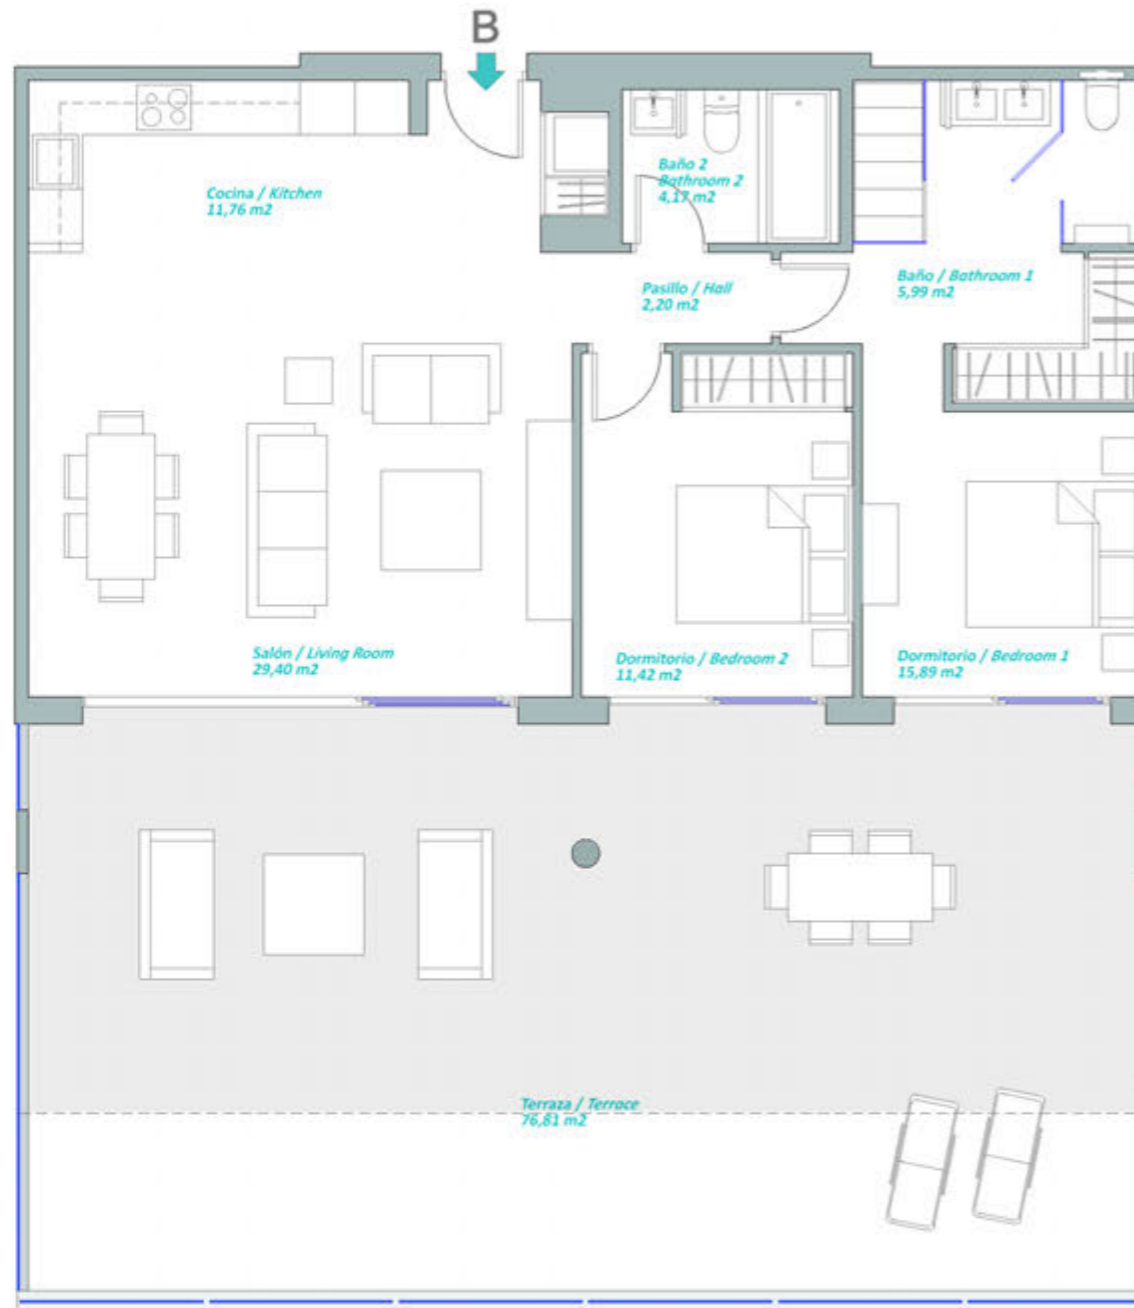 B
Cocina / Kitchen
11,76 m2
Baño 2
Bathroom 2
4,17 m2
Pasillo / Hall
2,20 m2
Baño / Bathroom 1
5,99 m2
Salón / Living Room
29,40 m2
Dormitorio / Bedroom 2
11,42 m2
Dormitorio / Bedroom 1
15,89 m2
Terraza / Terrace
76,81 m2